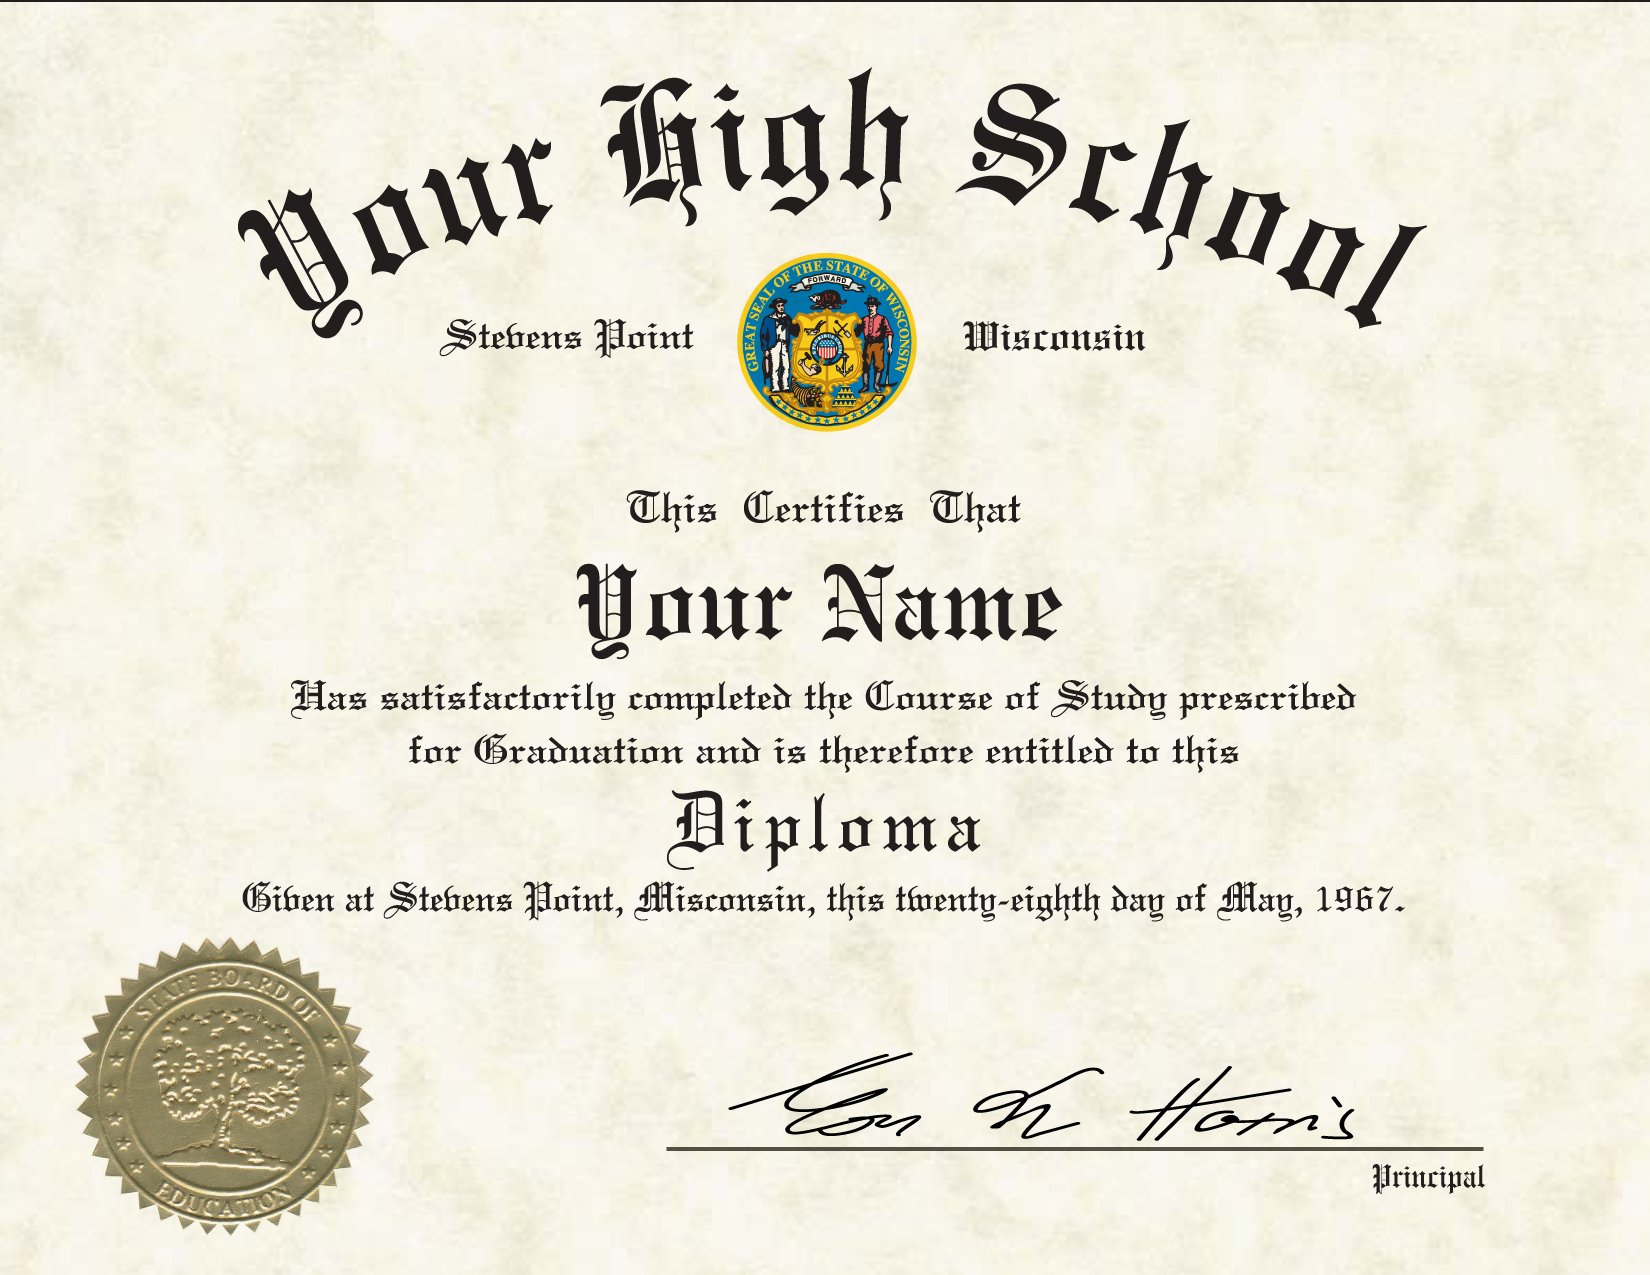 Your High School
GREAT SEAL OF THE STATE OF WISCONSIN
FORWARD
Stevens Point
Wisconsin
This Certifies That
Your Name
Has satisfactorily completed the Course of Study prescribed
for Graduation and is therefore entitled to this
Diploma
Given at Stevens Point, Wisconsin, this twenty-eighth day of May, 1967.
STATE BOARD OF
EDUCATION
Harris
Principal